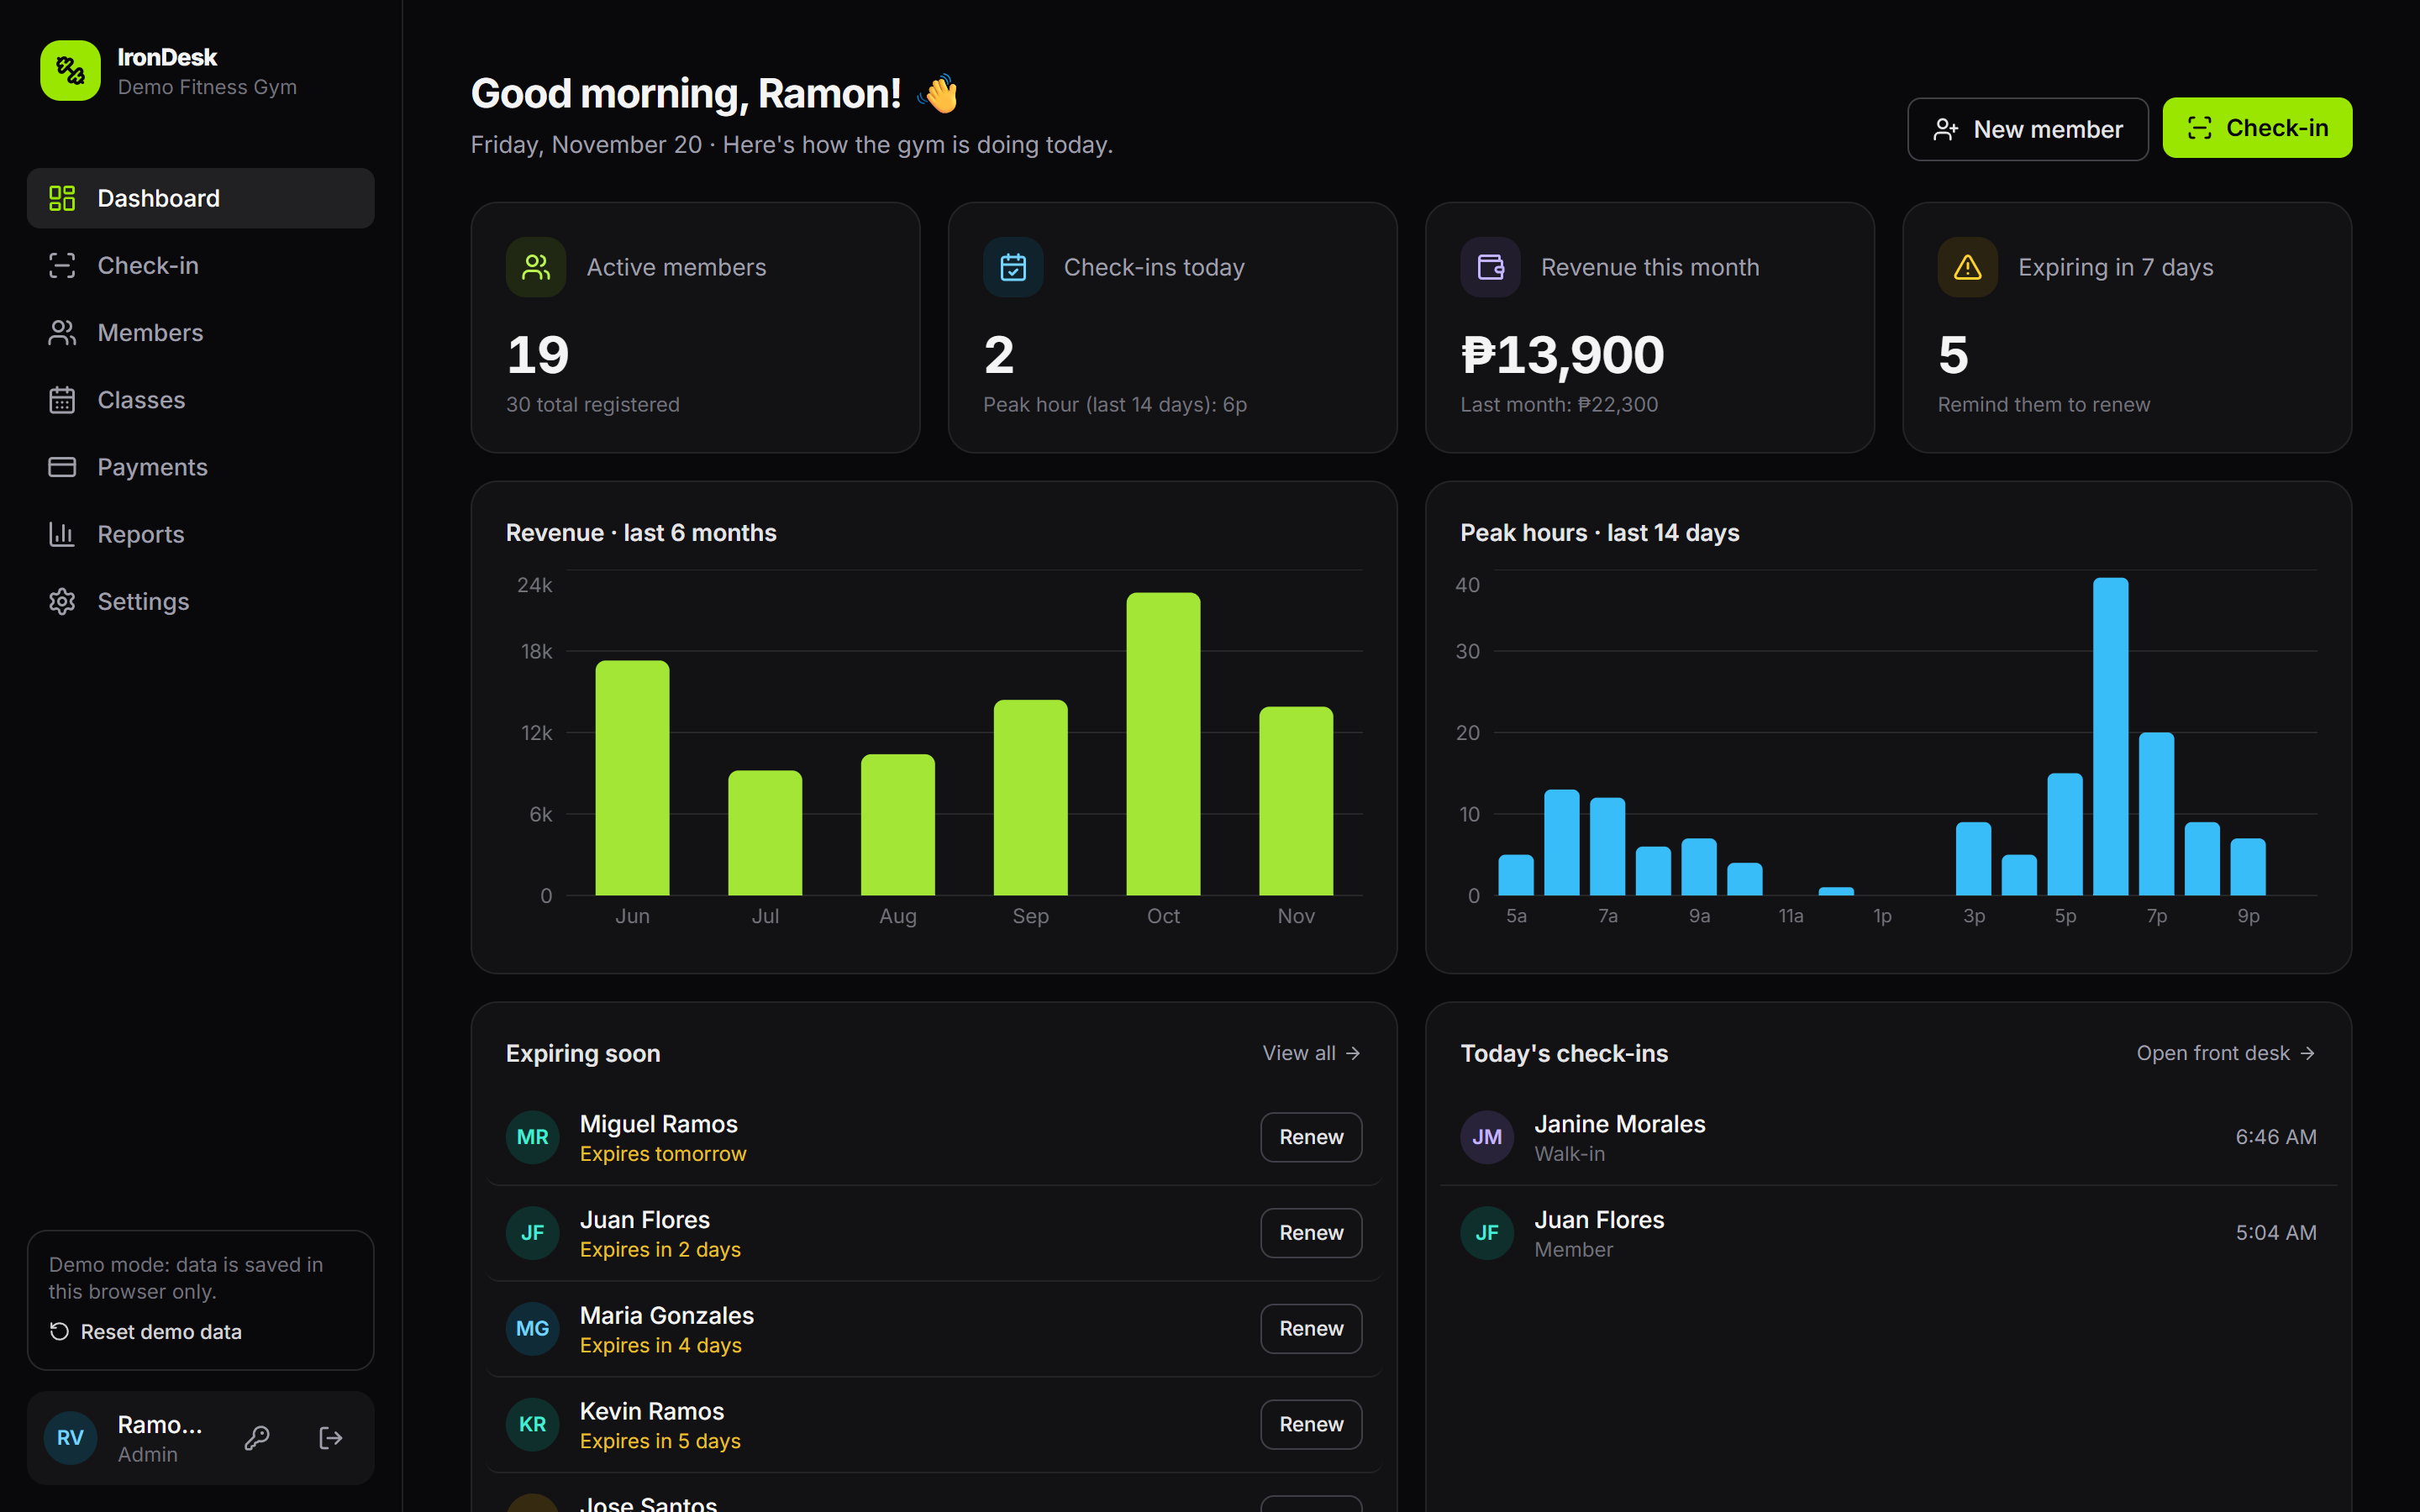 IronDesk
Demo Fitness Gym
Dashboard
Check-in
Members
Classes
Payments
Reports
Settings
Demo mode: data is saved in
this browser only.
Reset demo data
RV
Ramo...
Admin
Good morning, Ramon! 👋
Friday, November 20 · Here's how the gym is doing today.
New member
Check-in
Active members
19
30 total registered
Check-ins today
2
Peak hour (last 14 days): 6p
Revenue this month
₱13,900
Last month: ₱22,300
Expiring in 7 days
5
Remind them to renew
Revenue · last 6 months
24k
18k
12k
6k
0
Jun Jul Aug Sep Oct Nov
Peak hours · last 14 days
40
30
20
10
0
5a 7a 9a 11a 1p 3p 5p 7p 9p
Expiring soon
View all
MR
Miguel Ramos
Expires tomorrow
Renew
JF
Juan Flores
Expires in 2 days
Renew
MG
Maria Gonzales
Expires in 4 days
Renew
KR
Kevin Ramos
Expires in 5 days
Renew
Jose Santos
Today's check-ins
Open front desk
JM
Janine Morales
Walk-in
6:46 AM
JF
Juan Flores
Member
5:04 AM